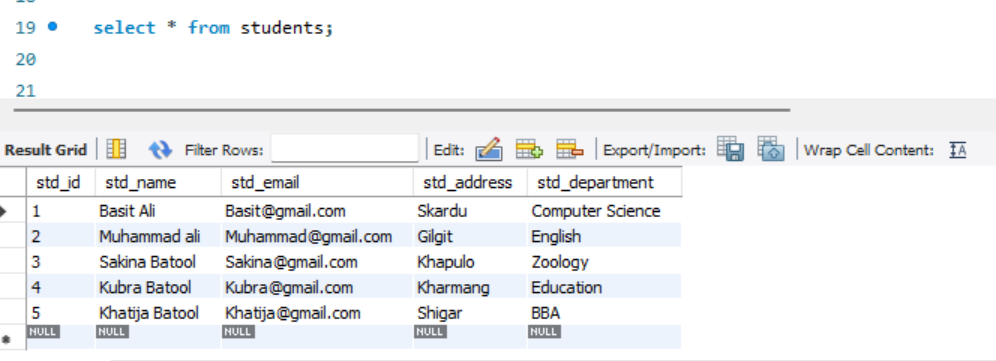 19 select * from students;
20
21
Result Grid Filter Rows: Edit: Export/Import: Wrap Cell Content: IA
std_id std_name std_email std_address std_department
1 Basit Ali Basit@gmail.com Skardu Computer Science
2 Muhammad ali Muhammad@gmail.com Gilgit English
3 Sakina Batool Sakina@gmail.com Khapulo Zoology
4 Kubra Batool Kubra@gmail.com Kharmang Education
5 Khatija Batool Khatija@gmail.com Shigar BBA
NULL NULL NULL NULL NULL